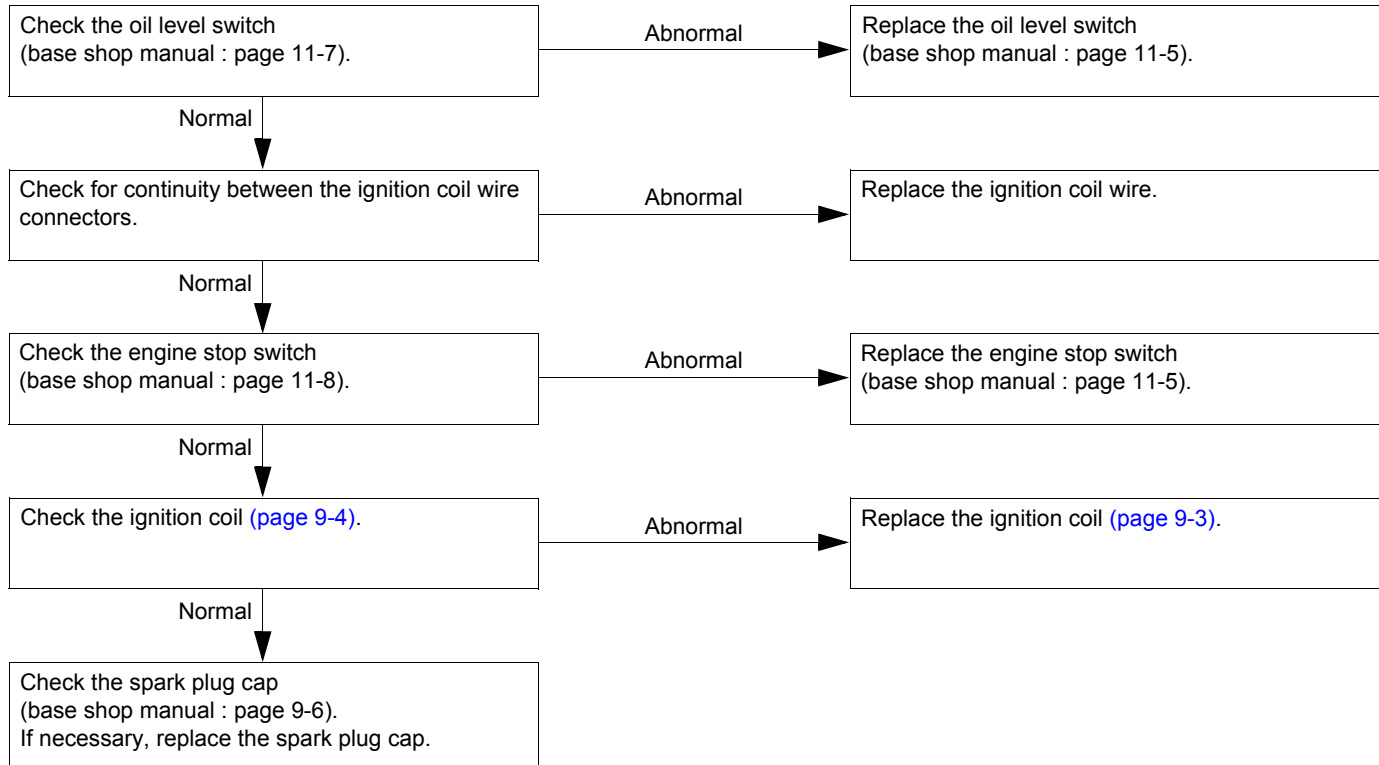 Check the oil level switch
(base shop manual : page 11-7).
Abnormal
Replace the oil level switch
(base shop manual : page 11-5).
Normal
Check for continuity between the ignition coil wire
connectors.
Abnormal
Replace the ignition coil wire.
Normal
Check the engine stop switch
(base shop manual : page 11-8).
Abnormal
Replace the engine stop switch
(base shop manual : page 11-5).
Normal
Check the ignition coil (page 9-4).
Abnormal
Replace the ignition coil (page 9-3).
Normal
Check the spark plug cap
(base shop manual : page 9-6).
If necessary, replace the spark plug cap.